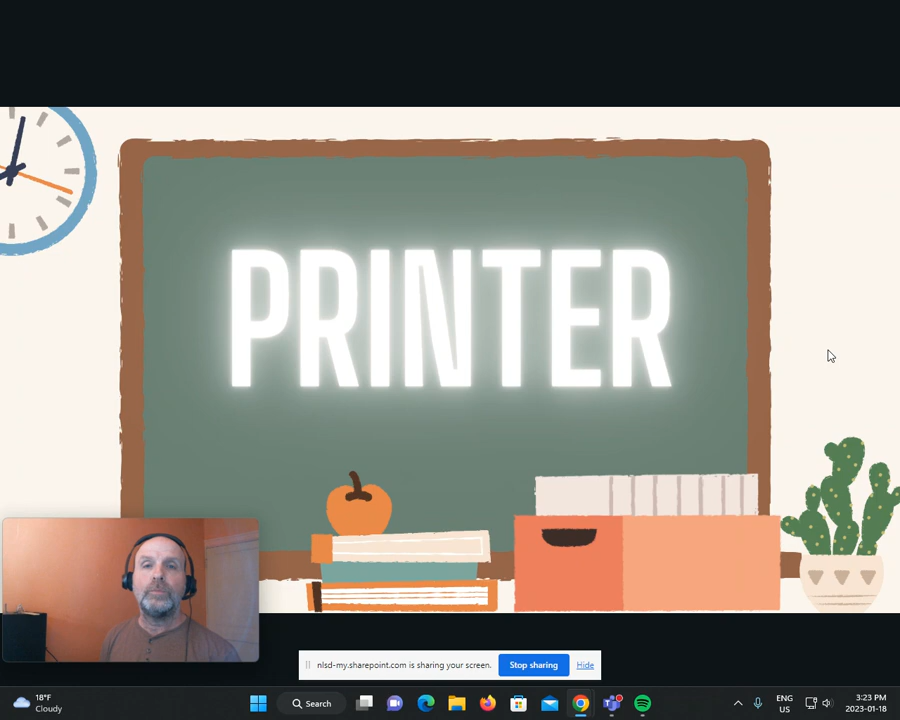 PRINTER
nlsd-my.sharepoint.com is sharing your screen. Stop sharing Hide
18°F
Cloudy
Search
ENG
US
3:23 PM
2023-01-18